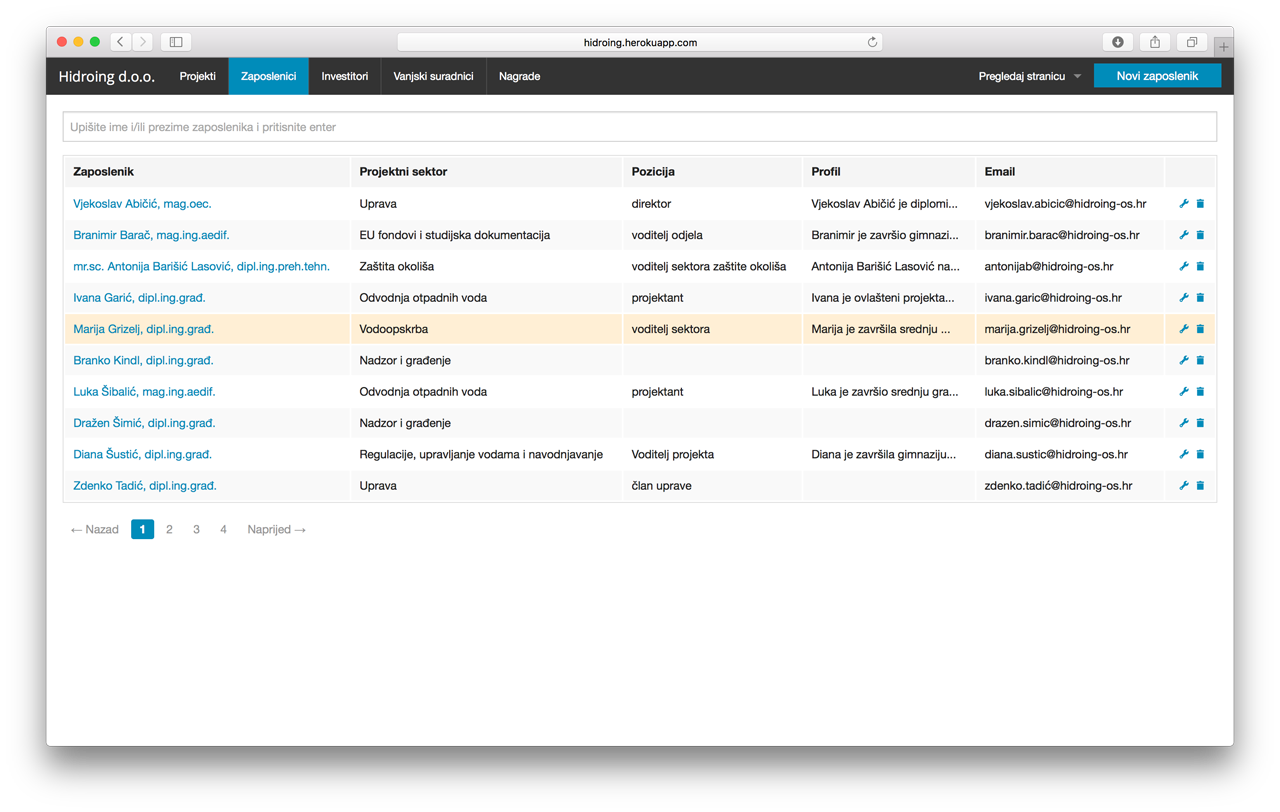 hidroing.herokuapp.com
Hidroing d.o.o. Projekti Zaposlenici Investitori Vanjski suradnici Nagrade Pregledaj stranicu Novi zaposlenik
Upišite ime i/ili prezime zaposlenika i pritisnite enter
Zaposlenik Projektni sektor Pozicija Profil Email
Vjekoslav Abičić, mag.oec. Uprava direktor Vjekoslav Abičić je diplomi... vjekoslav.abicic@hidroing-os.hr
Branimir Barač, mag.ing.aedif. EU fondovi i studijska dokumentacija voditelj odjela Branimir je završio gimnazi... branimir.barac@hidroing-os.hr
mr.sc. Antonija Barišić Lasović, dipl.ing.preh.tehn. Zaštita okoliša voditelj sektora zaštite okoliša Antonija Barišić Lasović na... antonijab@hidroing-os.hr
Ivana Garić, dipl.ing.građ. Odvodnja otpadnih voda projektant Ivana je ovlašteni projekta... ivana.garic@hidroing-os.hr
Marija Grizelj, dipl.ing.građ. Vodoopskrba voditelj sektora Marija je završila srednju ... marija.grizelj@hidroing-os.hr
Branko Kindl, dipl.ing.građ. Nadzor i građenje branko.kindl@hidroing-os.hr
Luka Šibalić, mag.ing.aedif. Odvodnja otpadnih voda projektant Luka je završio srednju gra... luka.sibalic@hidroing-os.hr
Dražen Šimić, dipl.ing.građ. Nadzor i građenje drazen.simic@hidroing-os.hr
Diana Šustić, dipl.ing.građ. Regulacije, upravljanje vodama i navodnjavanje Voditelj projekta Diana je završila gimnaziju... diana.sustic@hidroing-os.hr
Zdenko Tadić, dipl.ing.građ. Uprava član uprave zdenko.tadić@hidroing-os.hr
← Nazad 1 2 3 4 Naprijed →